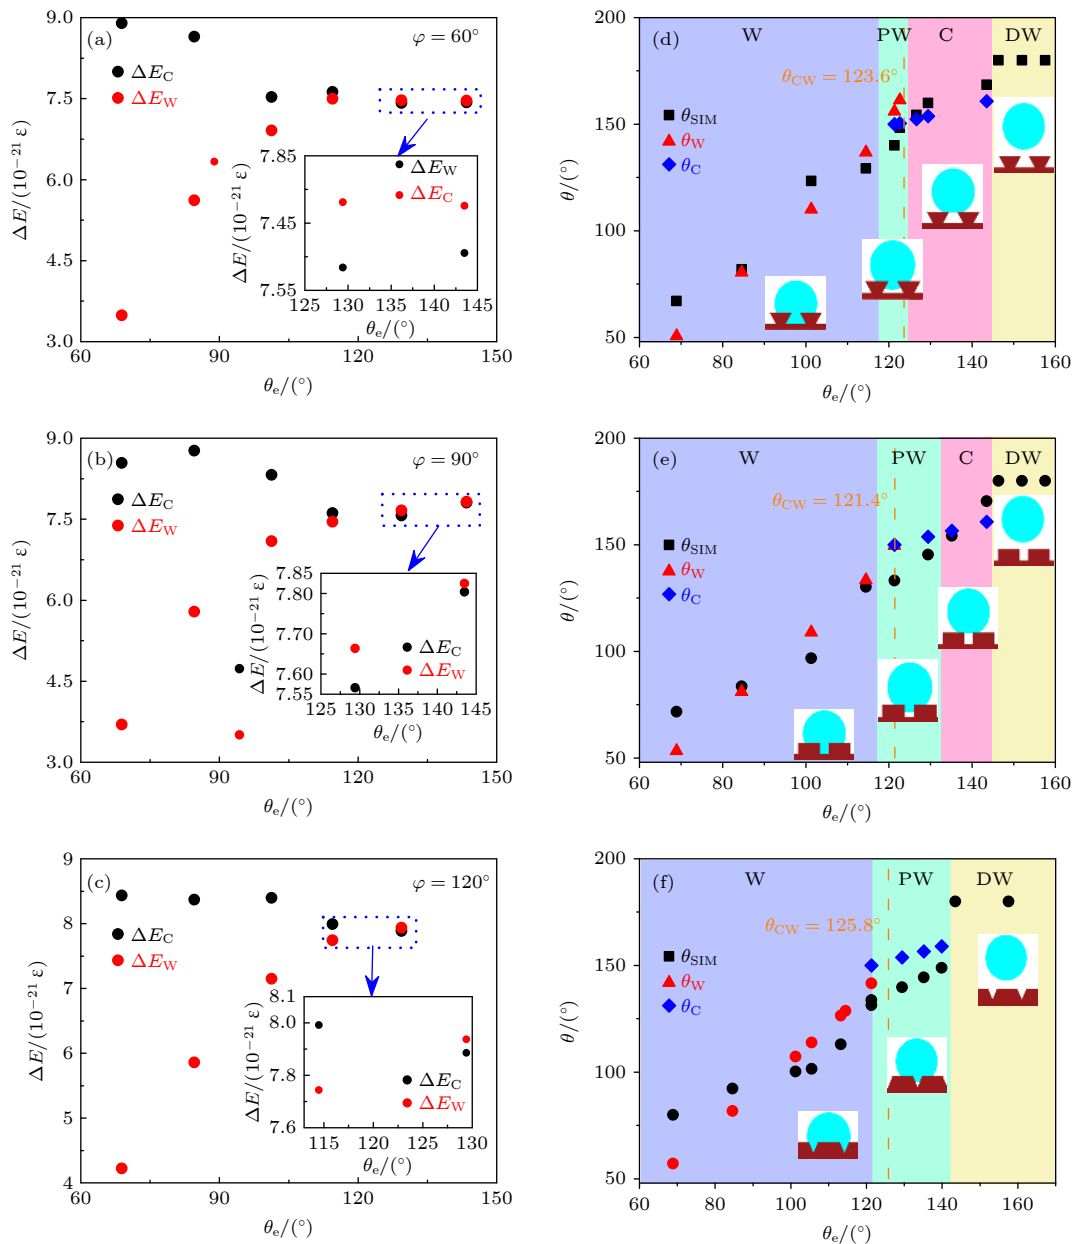 (a)
φ = 60°
9.0
7.5
6.0
4.5
3.0
ΔE/(10⁻²¹ ε)
ΔE_C
ΔE_W
60
90
120
150
θ_e/(°)
7.85
7.45
7.55
ΔE/(10⁻²¹ ε)
ΔE_W
ΔE_C
125
130
135
140
145
θ_e/(°)
(d)
W
PW
C
DW
θ_CW = 123.6°
200
150
100
50
θ/(°)
θ_SIM
θ_W
θ_C
60
80
100
120
140
160
θ_e/(°)
(b)
φ = 90°
9.0
7.5
6.0
4.5
3.0
ΔE/(10⁻²¹ ε)
ΔE_C
ΔE_W
60
90
120
150
θ_e/(°)
7.85
7.80
7.70
7.60
7.55
ΔE/(10⁻²¹ ε)
ΔE_C
ΔE_W
125
130
135
140
145
θ_e/(°)
(e)
W
PW
C
DW
θ_CW = 121.4°
200
150
100
50
θ/(°)
θ_SIM
θ_W
θ_C
60
80
100
120
140
160
θ_e/(°)
(c)
φ = 120°
9
8
7
6
5
4
ΔE/(10⁻²¹ ε)
ΔE_C
ΔE_W
60
90
120
150
θ_e/(°)
8.1
8.0
7.8
7.6
ΔE/(10⁻²¹ ε)
ΔE_C
ΔE_W
115
120
125
130
θ_e/(°)
(f)
W
PW
DW
θ_CW = 125.8°
200
150
100
50
θ/(°)
θ_SIM
θ_W
θ_C
60
80
100
120
140
160
θ_e/(°)